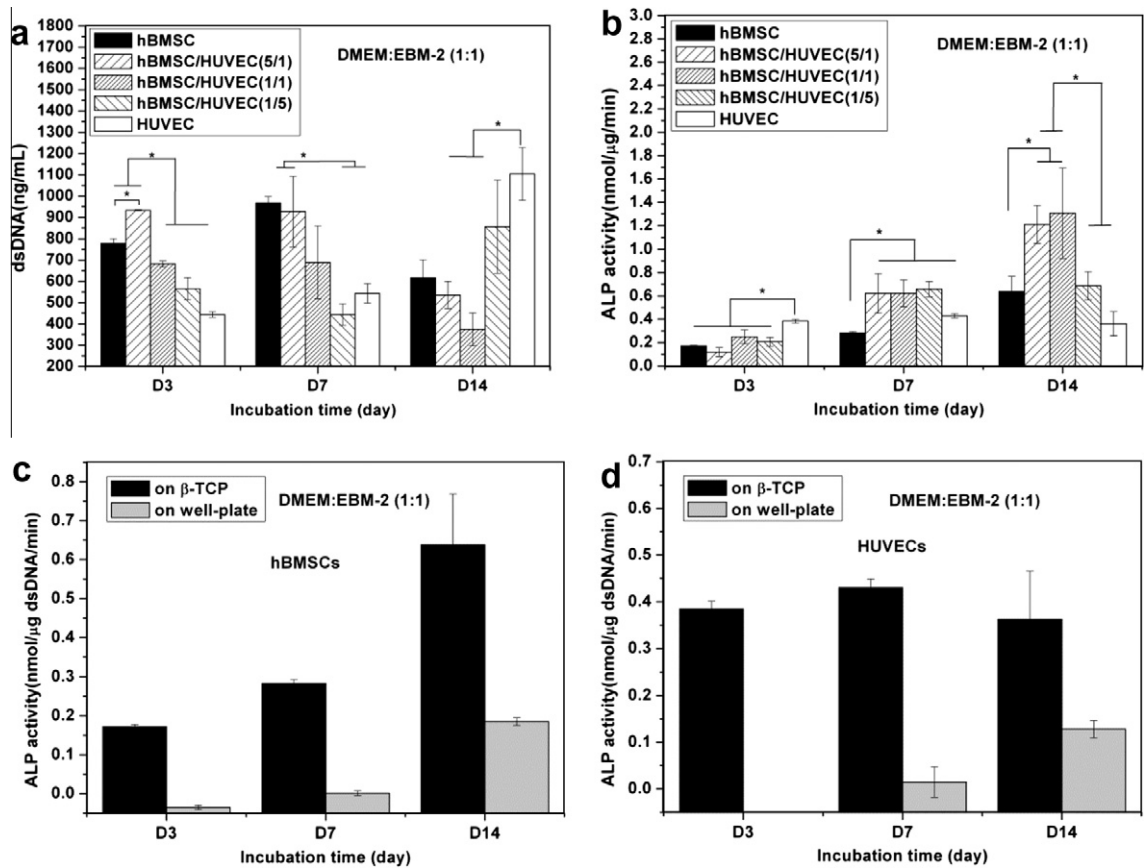 a
1800
1700
1600
1500
1400
1300
1200
1100
1000
900
800
700
600
500
400
300
200
dsDNA(ng/mL)
hBMSC
hBMSC/HUVEC(5/1)
hBMSC/HUVEC(1/1)
hBMSC/HUVEC(1/5)
HUVEC
DMEM:EBM-2 (1:1)
*
*
*
*
D3 D7 D14
Incubation time (day)
b
3.0
2.8
2.6
2.4
2.2
2.0
1.8
1.6
1.4
1.2
1.0
0.8
0.6
0.4
0.2
0.0
ALP activity(nmol/μg/min)
hBMSC
hBMSC/HUVEC(5/1)
hBMSC/HUVEC(1/1)
hBMSC/HUVEC(1/5)
HUVEC
DMEM:EBM-2 (1:1)
*
*
*
*
D3 D7 D14
Incubation time (day)
c
0.8
0.7
0.6
0.5
0.4
0.3
0.2
0.1
0.0
ALP activity(nmol/μg dsDNA/min)
on β-TCP
on well-plate
DMEM:EBM-2 (1:1)
hBMSCs
D3 D7 D14
Incubation time (day)
d
0.7
0.6
0.5
0.4
0.3
0.2
0.1
0.0
ALP activity(nmol/μg dsDNA/min)
on β-TCP
on well-plate
DMEM:EBM-2 (1:1)
HUVECs
D3 D7 D14
Incubation time (day)